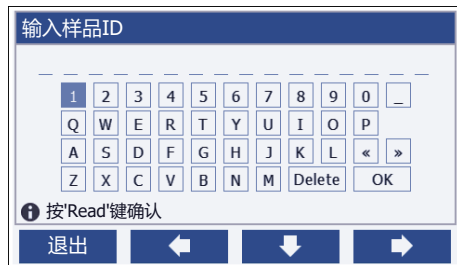 输入样品ID
_ _ _ _ _ _ _ _ _ _ _ _ _ _
1 2 3 4 5 6 7 8 9 0 _
Q W E R T Y U I O P
A S D F G H J K L « »
Z X C V B N M Delete OK
按'Read'键确认
退出